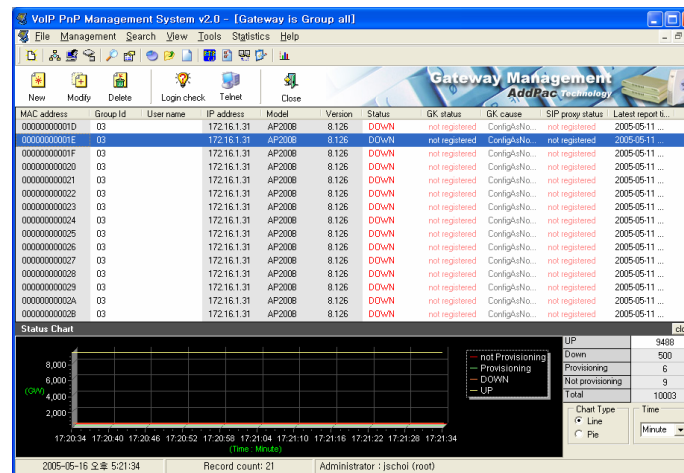 VoIP PnP Management System v2.0 - [Gateway is Group all]
File Management Search View Tools Statistics Help
New Modify Delete Login check Telnet Close
Gateway Management
AddPac Technology
MAC address Group Id User name IP address Model Version Status GK status GK cause SIP proxy status Latest report ti...
00000000001D 03 172.16.1.31 AP200B 8.126 DOWN not registered ConfigAsNo... not registered 2005-05-11 ...
00000000001E 03 172.16.1.31 AP200B 8.126 DOWN not registered ConfigAsNo... not registered 2005-05-11 ...
00000000001F 03 172.16.1.31 AP200B 8.126 DOWN not registered ConfigAsNo... not registered 2005-05-11 ...
000000000020 03 172.16.1.31 AP200B 8.126 DOWN not registered ConfigAsNo... not registered 2005-05-11 ...
000000000021 03 172.16.1.31 AP200B 8.126 DOWN not registered ConfigAsNo... not registered 2005-05-11 ...
000000000022 03 172.16.1.31 AP200B 8.126 DOWN not registered ConfigAsNo... not registered 2005-05-11 ...
000000000023 03 172.16.1.31 AP200B 8.126 DOWN not registered ConfigAsNo... not registered 2005-05-11 ...
000000000024 03 172.16.1.31 AP200B 8.126 DOWN not registered ConfigAsNo... not registered 2005-05-11 ...
000000000025 03 172.16.1.31 AP200B 8.126 DOWN not registered ConfigAsNo... not registered 2005-05-11 ...
000000000026 03 172.16.1.31 AP200B 8.126 DOWN not registered ConfigAsNo... not registered 2005-05-11 ...
000000000027 03 172.16.1.31 AP200B 8.126 DOWN not registered ConfigAsNo... not registered 2005-05-11 ...
000000000028 03 172.16.1.31 AP200B 8.126 DOWN not registered ConfigAsNo... not registered 2005-05-11 ...
000000000029 03 172.16.1.31 AP200B 8.126 DOWN not registered ConfigAsNo... not registered 2005-05-11 ...
00000000002A 03 172.16.1.31 AP200B 8.126 DOWN not registered ConfigAsNo... not registered 2005-05-11 ...
00000000002B 03 172.16.1.31 AP200B 8.126 DOWN not registered ConfigAsNo... not registered 2005-05-11 ...
Status Chart clo
8,000
6,000
(GW) 4,000
2,000
17:20:34 17:20:40 17:20:46 17:20:52 17:20:58 17:21:04 17:21:10 17:21:16 17:21:22 17:21:28 17:21:34
(Time : Minute)
not Provisioning
Provisioning
DOWN
UP
UP 9488
Down 500
Provisioning 6
Not provisioning 9
Total 10003
Chart Type Time
Line
Pie
Minute
2005-05-16 오후 5:21:34 Record count: 21 Administrator : jschoi (root)